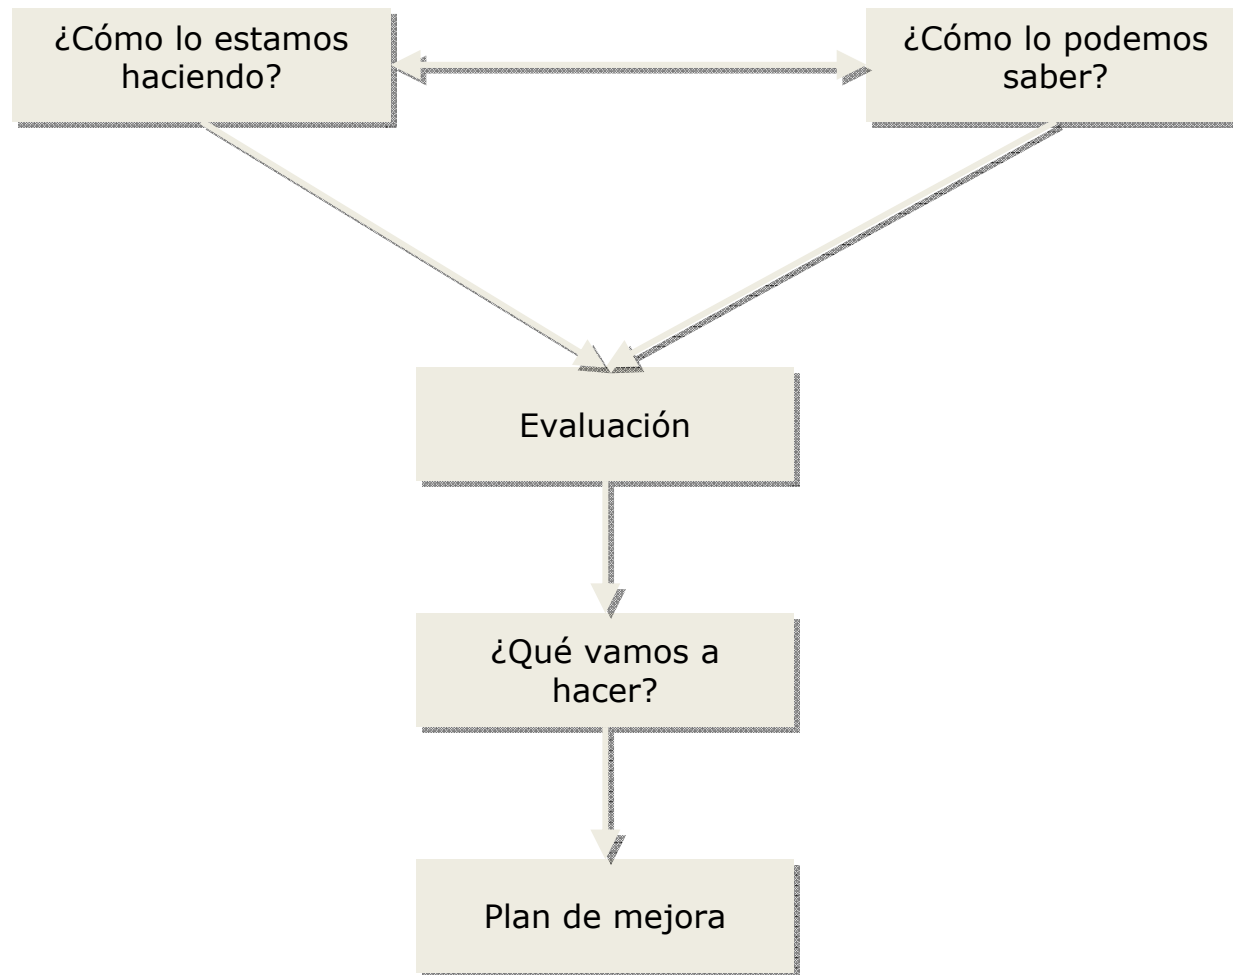 ¿Cómo lo estamos
haciendo?
¿Cómo lo podemos
saber?
Evaluación
¿Qué vamos a
hacer?
Plan de mejora